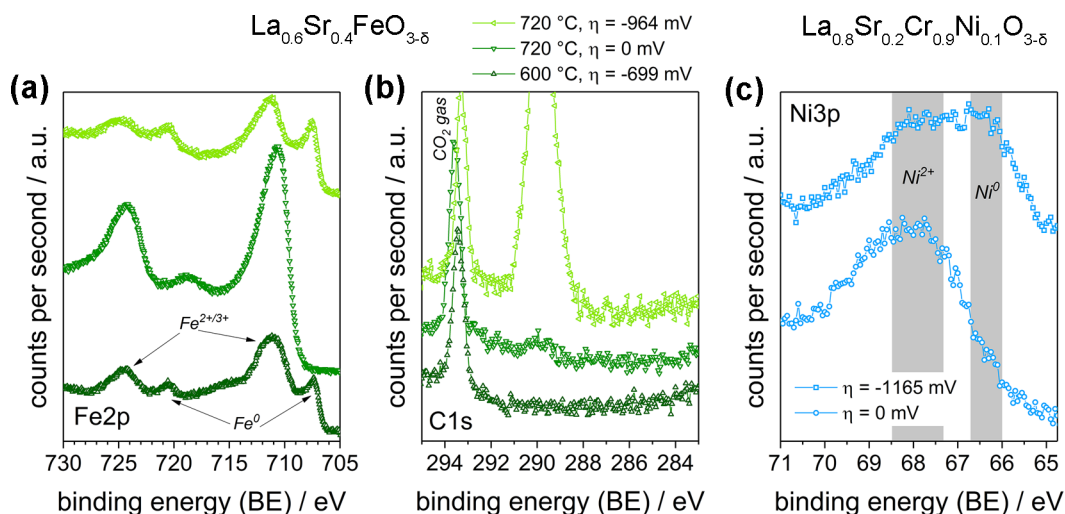 La0.6Sr0.4FeO3-δ
720 °C, η = -964 mV
720 °C, η = 0 mV
600 °C, η = -699 mV
La0.8Sr0.2Cr0.9Ni0.1O3-δ
(a)
counts per second / a.u.
Fe2+/3+
Fe0
Fe2p
730 725 720 715 710 705
binding energy (BE) / eV
(b)
counts per second / a.u.
CO2 gas
C1s
294 292 290 288 286 284
binding energy (BE) / eV
(c)
counts per second / a.u.
Ni3p
Ni2+
Ni0
η = -1165 mV
η = 0 mV
71 70 69 68 67 66 65
binding energy (BE) / eV